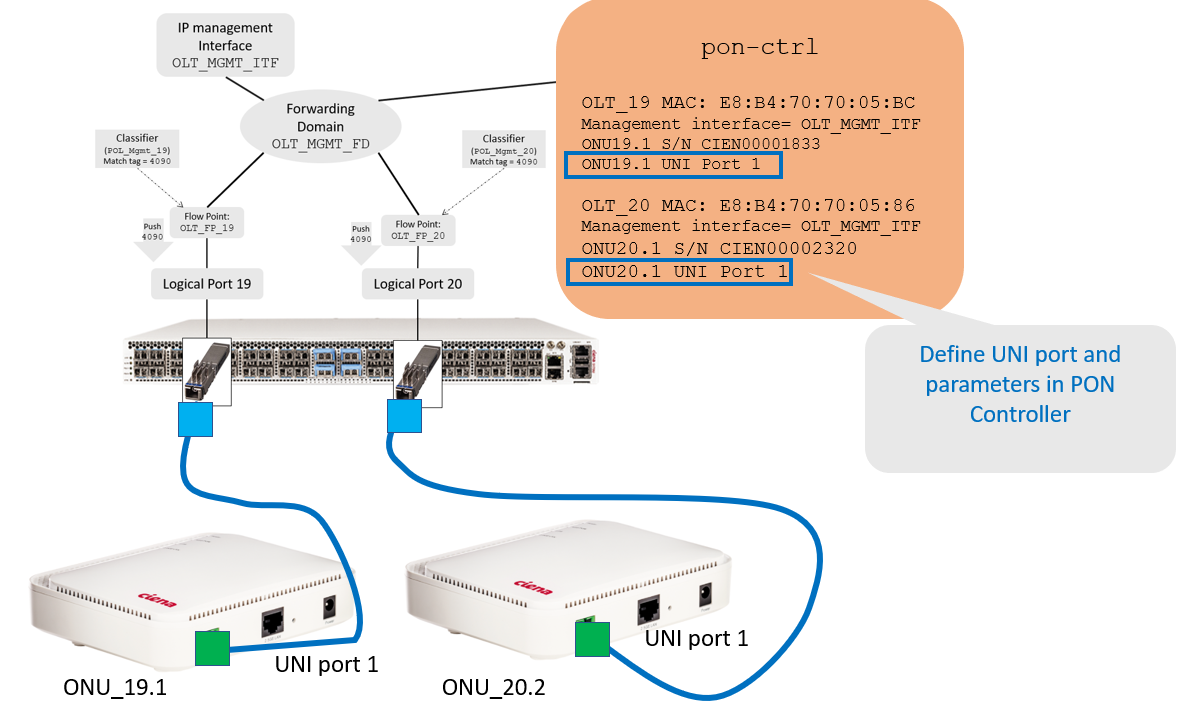 IP management
Interface
OLT_MGMT_ITF
Forwarding
Domain
OLT_MGMT_FD
Classifier
(POL_Mgmt_19)
Match tag = 4090
Classifier
(POL_Mgmt_20)
Match tag = 4090
Flow Point:
OLT_FP_19
Flow Point:
OLT_FP_20
Push
4090
Push
4090
Logical Port 19
Logical Port 20
pon-ctrl
OLT_19 MAC: E8:B4:70:70:05:BC
Management interface= OLT_MGMT_ITF
ONU19.1 S/N CIEN00001833
ONU19.1 UNI Port 1
OLT_20 MAC: E8:B4:70:70:05:86
Management interface= OLT_MGMT_ITF
ONU20.1 S/N CIEN00002320
ONU20.1 UNI Port 1
Define UNI port and
parameters in PON
Controller
ciena
ciena
ciena
UNI port 1
UNI port 1
ONU_19.1
ONU_20.2